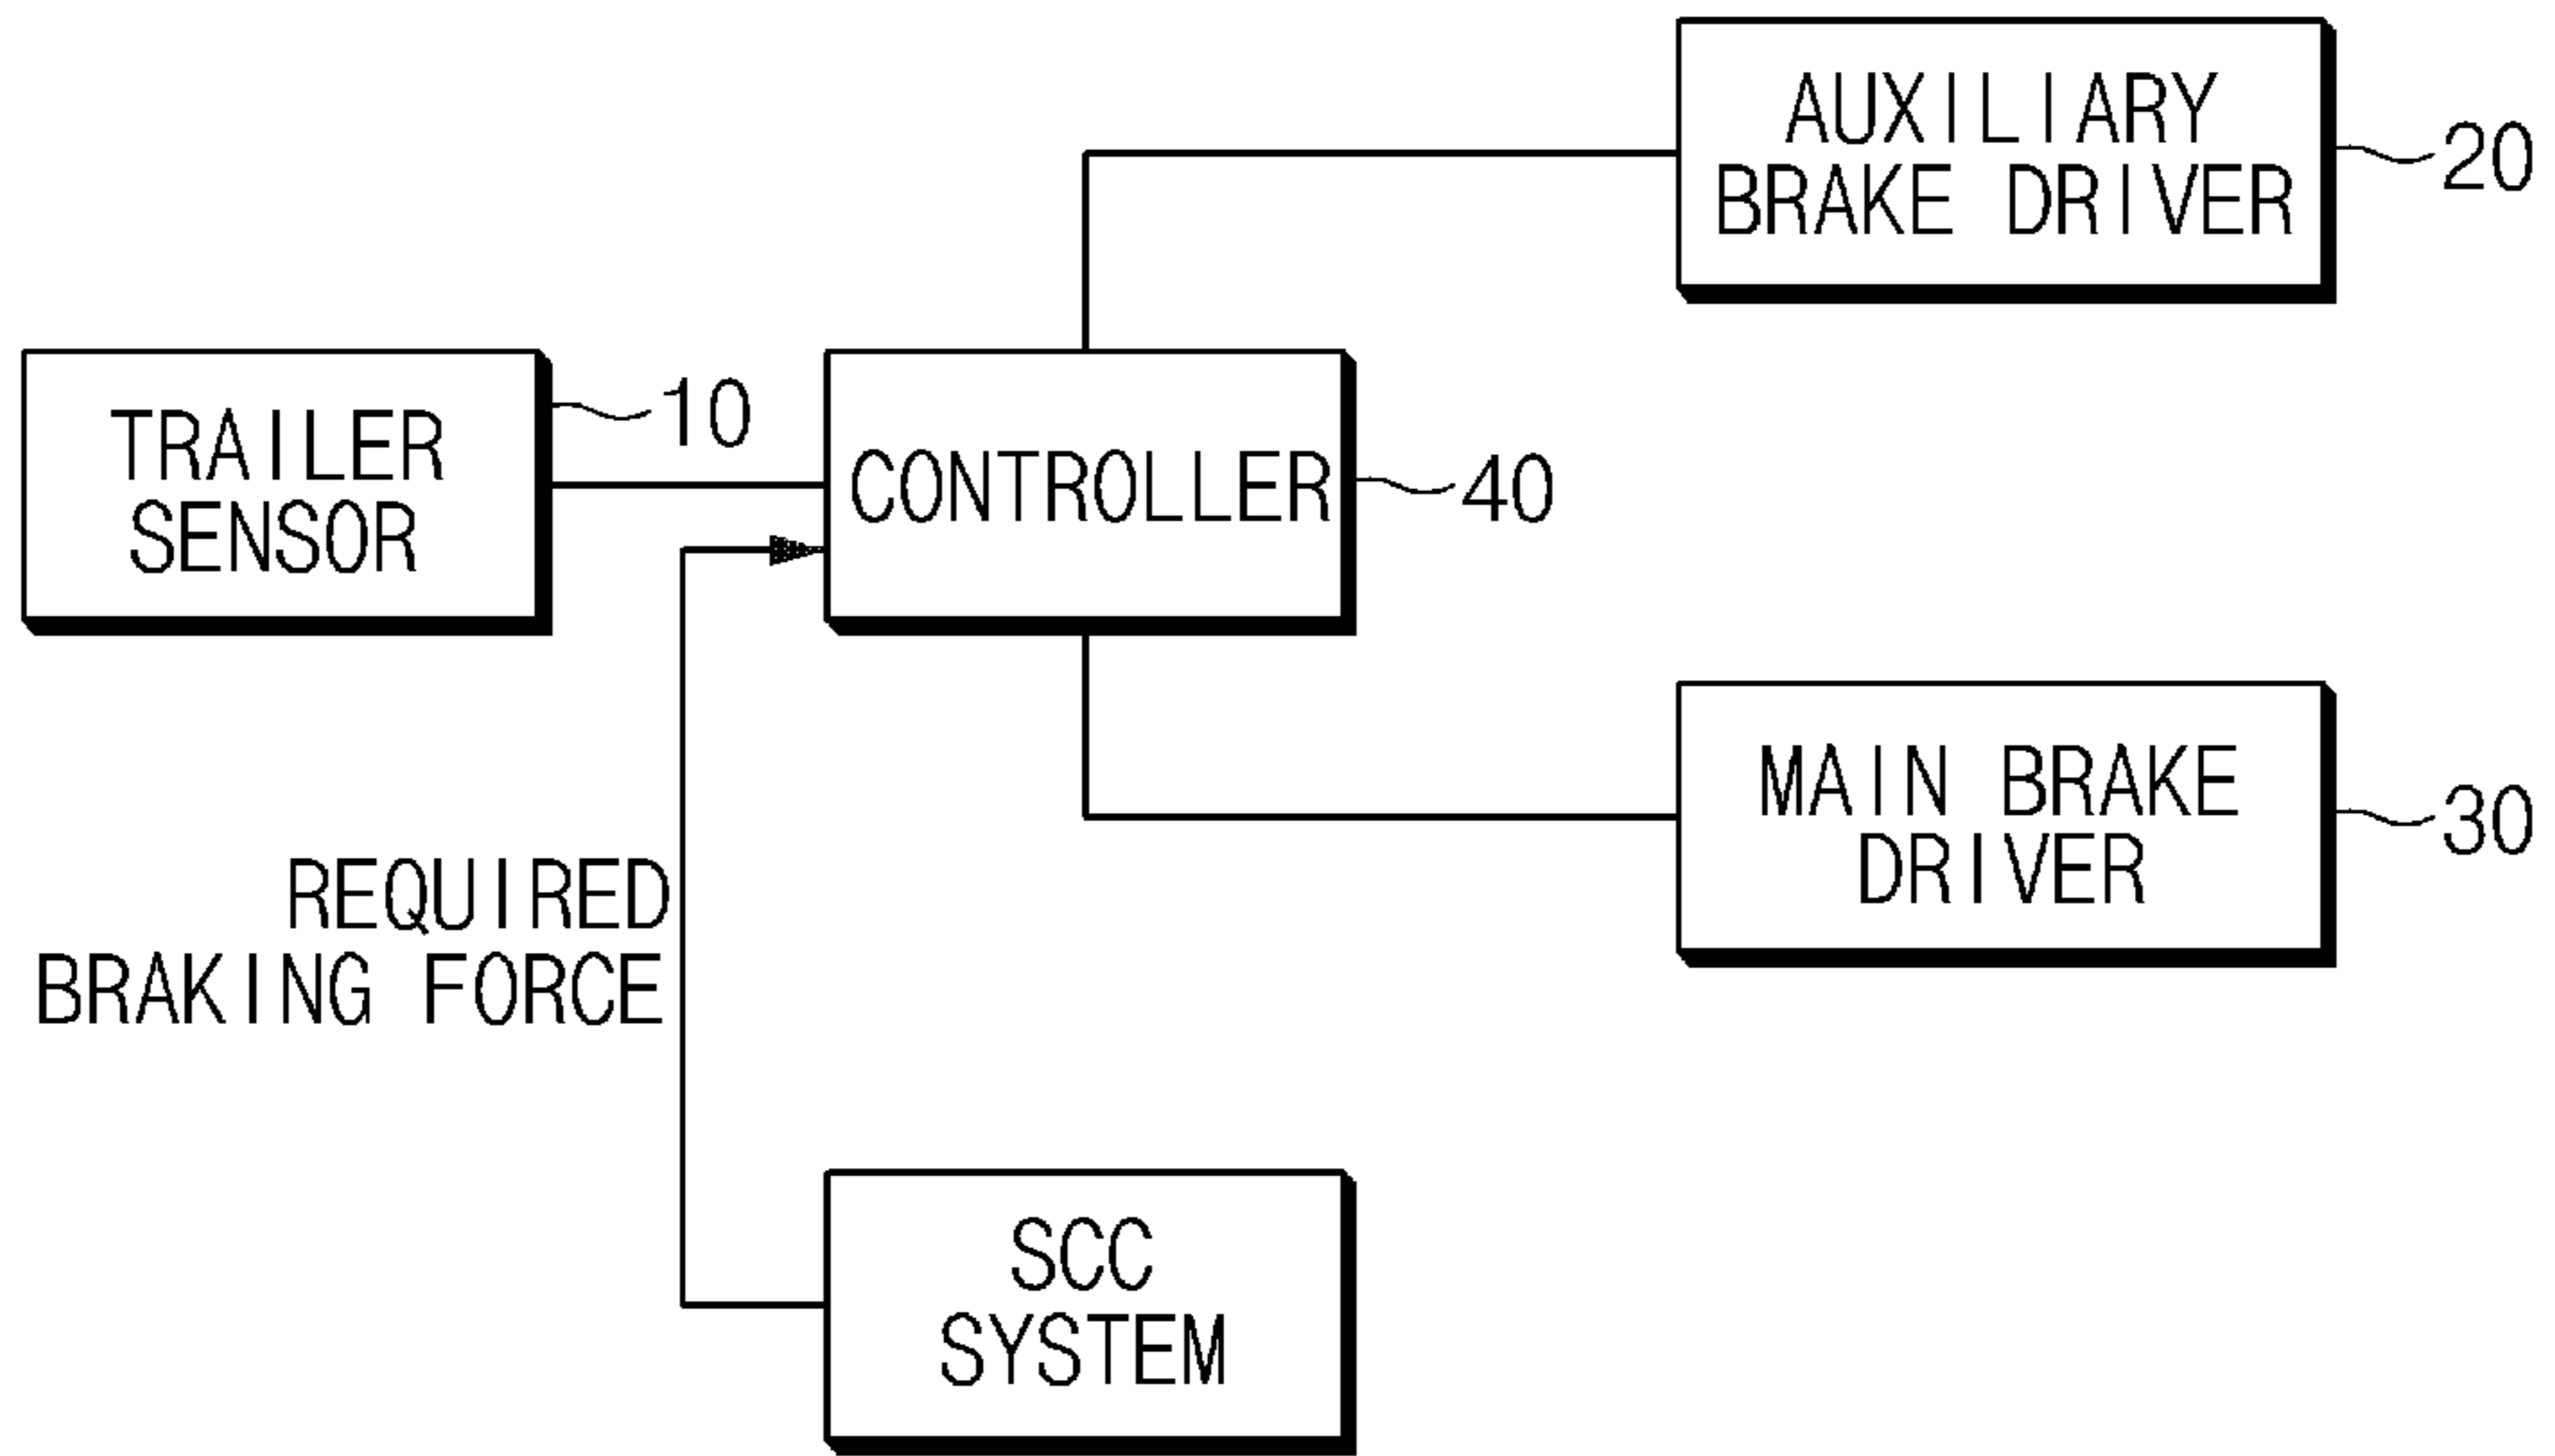 AUXILIARY
BRAKE DRIVER
20
TRAILER
SENSOR
10
CONTROLLER
40
MAIN BRAKE
DRIVER
30
REQUIRED
BRAKING FORCE
SCC
SYSTEM